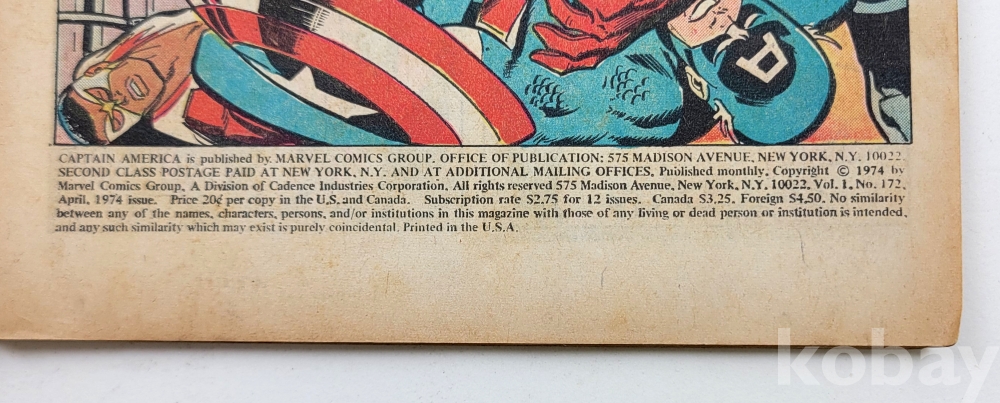 A
CAPTAIN AMERICA is published by MARVEL COMICS GROUP. OFFICE OF PUBLICATION: 575 MADISON AVENUE, NEW YORK, N.Y. 10022.
SECOND CLASS POSTAGE PAID AT NEW YORK, N.Y. AND AT ADDITIONAL MAILING OFFICES. Published monthly. Copyright © 1974 by
Marvel Comics Group, A Division of Cadence Industries Corporation. All rights reserved 575 Madison Avenue, New York, N.Y. 10022. Vol. 1, No. 172,
April, 1974 issue. Price 20¢ per copy in the U.S. and Canada. Subscription rate $2.75 for 12 issues. Canada $3.25. Foreign $4.50. No similarity
between any of the names, characters, persons, and/or institutions in this magazine with those of any living or dead person or institution is intended,
and any such similarity which may exist is purely coincidental. Printed in the U.S.A.
kobay